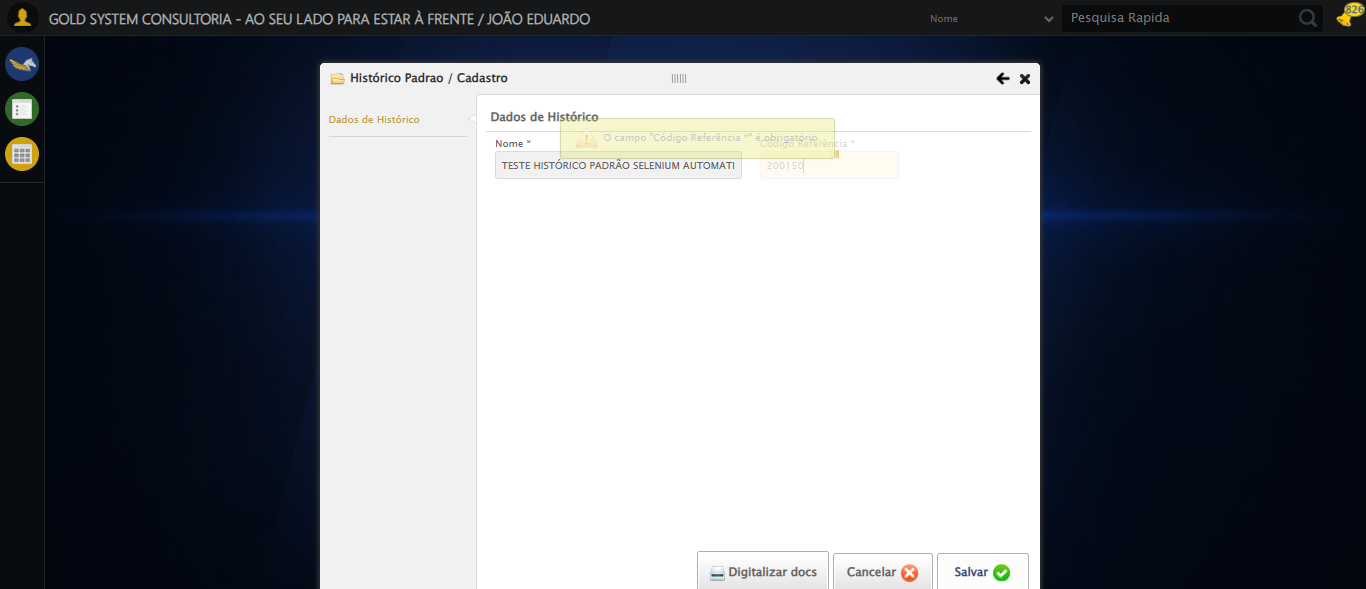 GOLD SYSTEM CONSULTORIA - AO SEU LADO PARA ESTAR À FRENTE / JOÃO EDUARDO
Nome
Pesquisa Rapida
826
Histórico Padrao / Cadastro
Dados de Histórico
Dados de Histórico
O campo "Código Referência *" é obrigatório.
Nome *
Código Referência *
TESTE HISTÓRICO PADRÃO SELENIUM AUTOMATI
200150
Digitalizar docs
Cancelar
Salvar